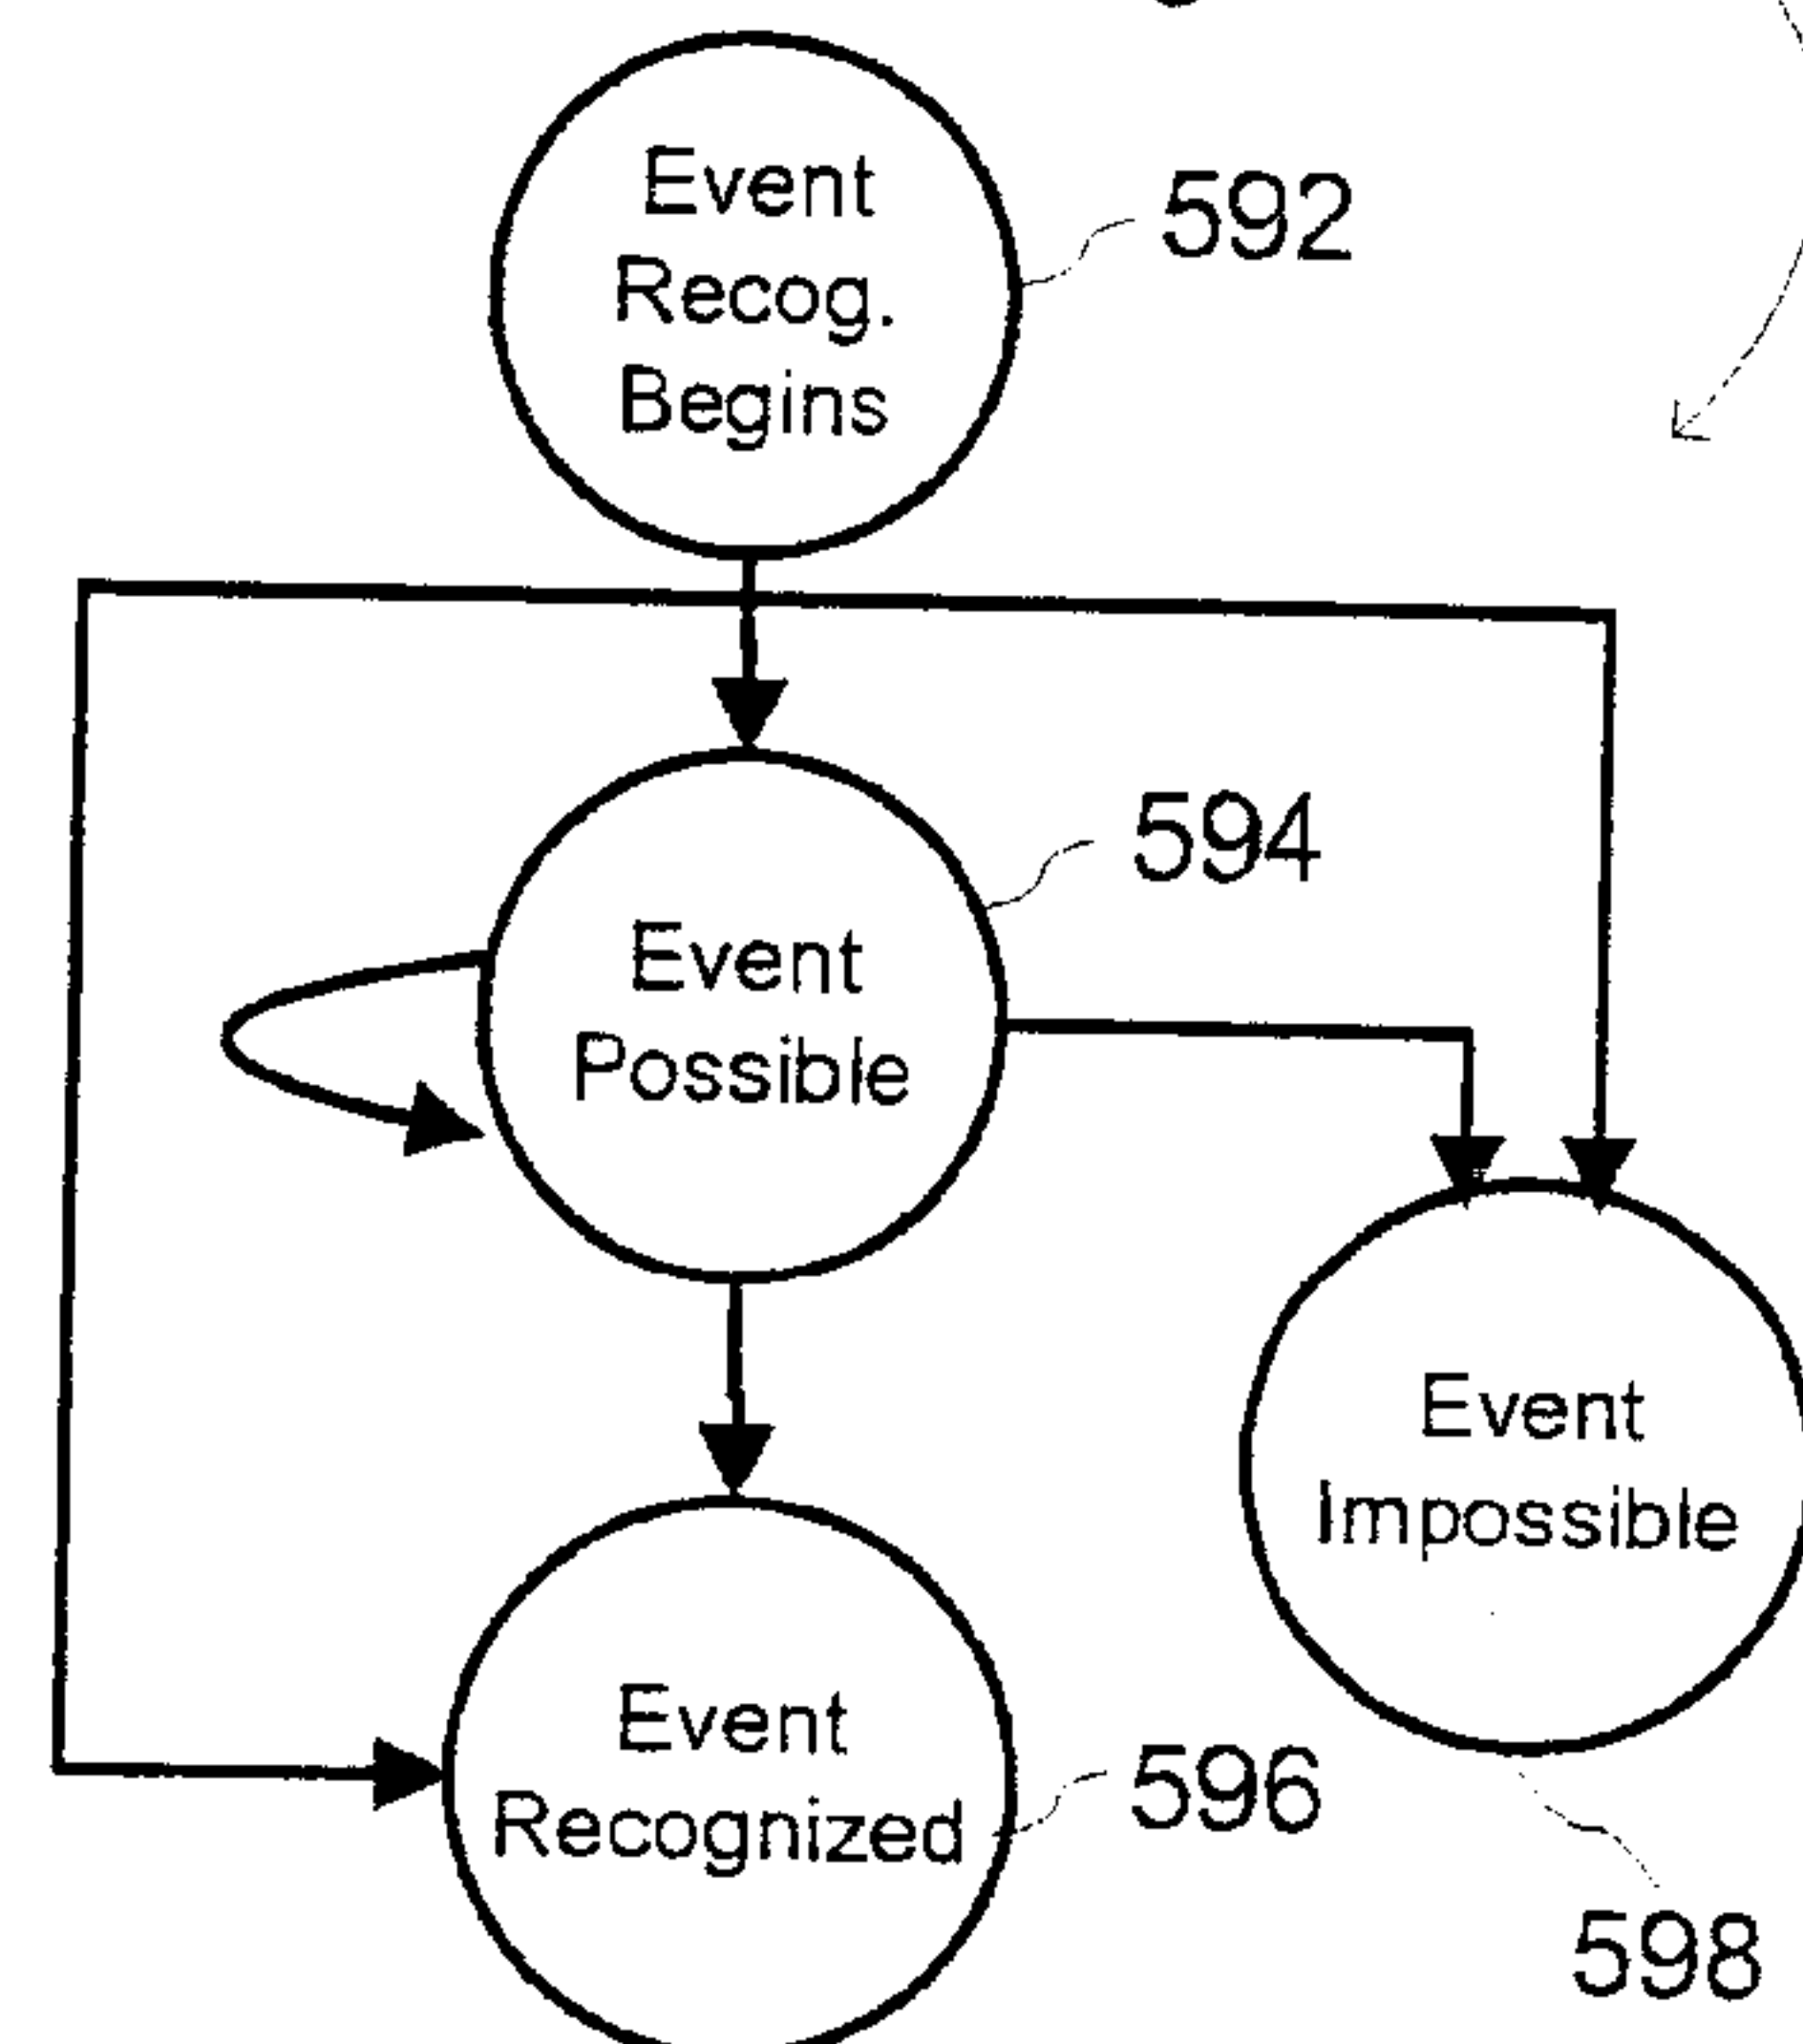 Event
Recog.
Begins
592
594
Event
Possible
Event
Impossible
Event
Recognized
596
598